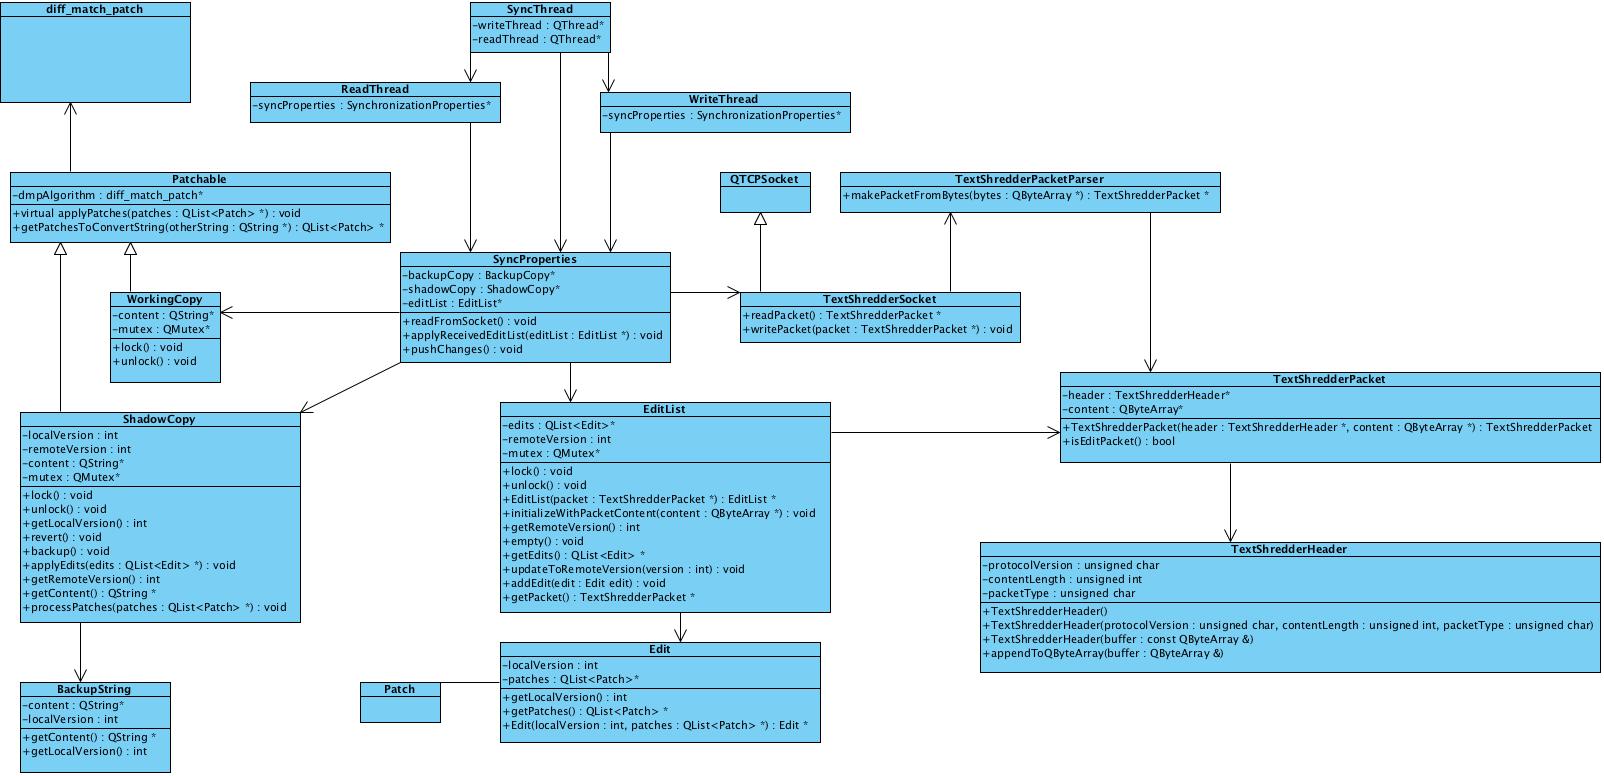 diff_match_patch
SyncThread
-writeThread : QThread*
-readThread : QThread*
ReadThread
-syncProperties : SynchronizationProperties*
WriteThread
-syncProperties : SynchronizationProperties*
Patchable
-dmpAlgorithm : diff_match_patch*
+virtual applyPatches(patches : QList<Patch> *) : void
+getPatchesToConvertString(otherString : QString *) : QList<Patch> *
QTCPSocket
TextShredderPacketParser
+makePacketFromBytes(bytes : QByteArray *) : TextShredderPacket *
SyncProperties
-backupCopy : BackupCopy*
-shadowCopy : ShadowCopy*
-editList : EditList*
+readFromSocket() : void
+applyReceivedEditList(editList : EditList *) : void
+pushChanges() : void
WorkingCopy
-content : QString*
-mutex : QMutex*
+lock() : void
+unlock() : void
TextShredderSocket
+readPacket() : TextShredderPacket *
+writePacket(packet : TextShredderPacket *) : void
TextShredderPacket
-header : TextShredderHeader*
-content : QByteArray*
+TextShredderPacket(header : TextShredderHeader *, content : QByteArray *) : TextShredderPacket
+isEditPacket() : bool
ShadowCopy
-localVersion : int
-remoteVersion : int
-content : QString*
-mutex : QMutex*
+lock() : void
+unlock() : void
+getLocalVersion() : int
+revert() : void
+backup() : void
+applyEdits(edits : QList<Edit> *) : void
+getRemoteVersion() : int
+getContent() : QString *
+processPatches(patches : QList<Patch> *) : void
EditList
-edits : QList<Edit>*
-remoteVersion : int
-mutex : QMutex*
+lock() : void
+unlock() : void
+EditList(packet : TextShredderPacket *) : EditList *
+initializeWithPacketContent(content : QByteArray *) : void
+getRemoteVersion() : int
+empty() : void
+getEdits() : QList<Edit> *
+updateToRemoteVersion(version : int) : void
+addEdit(edit : Edit edit) : void
+getPacket() : TextShredderPacket *
TextShredderHeader
-protocolVersion : unsigned char
-contentLength : unsigned int
-packetType : unsigned char
+TextShredderHeader()
+TextShredderHeader(protocolVersion : unsigned char, contentLength : unsigned int, packetType : unsigned char)
+TextShredderHeader(buffer : const QByteArray &)
+appendToQByteArray(buffer : QByteArray &)
BackupString
-content : QString*
-localVersion : int
+getContent() : QString *
+getLocalVersion() : int
Patch
Edit
-localVersion : int
-patches : QList<Patch>*
+getLocalVersion() : int
+getPatches() : QList<Patch> *
+Edit(localVersion : int, patches : QList<Patch> *) : Edit *